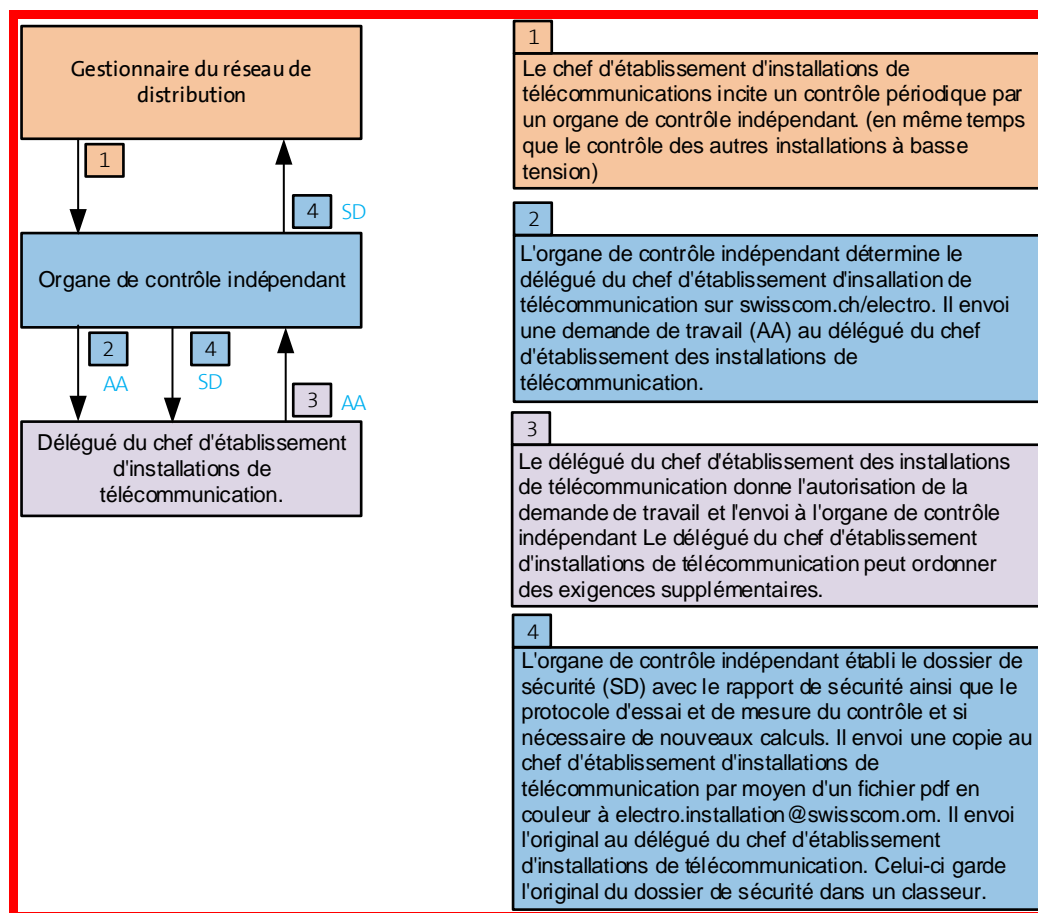 Gestionnaire du réseau de
distribution
1
4 SD
Organe de contrôle indépendant
2
AA
4
SD
3 AA
Délégué du chef d'établissement
d'installations de
télécommunication.
1
Le chef d'établissement d'installations de
télécommunications incite un contrôle périodique par
un organe de contrôle indépendant. (en même temps
que le contrôle des autres installations à basse
tension)
2
L'organe de contrôle indépendant détermine le
délégué du chef d'établissement d'insallation de
télécommunication sur swisscom.ch/electro. Il envoi
une demande de travail (AA) au délégué du chef
d'établissement des installations de
télécommunication.
3
Le délégué du chef d'établissement des installations
de télécommunication donne l'autorisation de la
demande de travail et l'envoi à l'organe de contrôle
indépendant Le délégué du chef d'établissement
d'installations de télécommunication peut ordonner
des exigences supplémentaires.
4
L'organe de contrôle indépendant établi le dossier de
sécurité (SD) avec le rapport de sécurité ainsi que le
protocole d'essai et de mesure du contrôle et si
nécessaire de nouveaux calculs. Il envoi une copie au
chef d'établissement d'installations de
télécommunication par moyen d'un fichier pdf en
couleur à electro.installation@swisscom.om. Il envoi
l'original au délégué du chef d'établissement
d'installations de télécommunication. Celui-ci garde
l'original du dossier de sécurité dans un classeur.